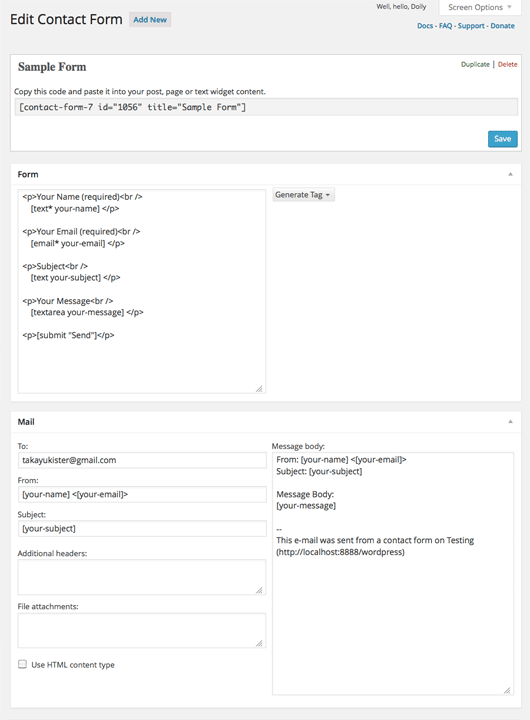 Well, hello, Dolly
Screen Options
Edit Contact Form Add New
Docs - FAQ - Support - Donate
Sample Form
Duplicate | Delete
Copy this code and paste it into your post, page or text widget content.
[contact-form-7 id="1056" title="Sample Form"]
Save
Form
<p>Your Name (required)<br />
[text* your-name] </p>
<p>Your Email (required)<br />
[email* your-email] </p>
<p>Subject<br />
[text your-subject] </p>
<p>Your Message<br />
[textarea your-message] </p>
<p>[submit "Send"]</p>
Generate Tag
Mail
To:
takayukister@gmail.com
From:
[your-name] <[your-email]>
Subject:
[your-subject]
Additional headers:
File attachments:
Use HTML content type
Message body:
From: [your-name] <[your-email]>
Subject: [your-subject]
Message Body:
[your-message]
--
This e-mail was sent from a contact form on Testing
(http://localhost:8888/wordpress)